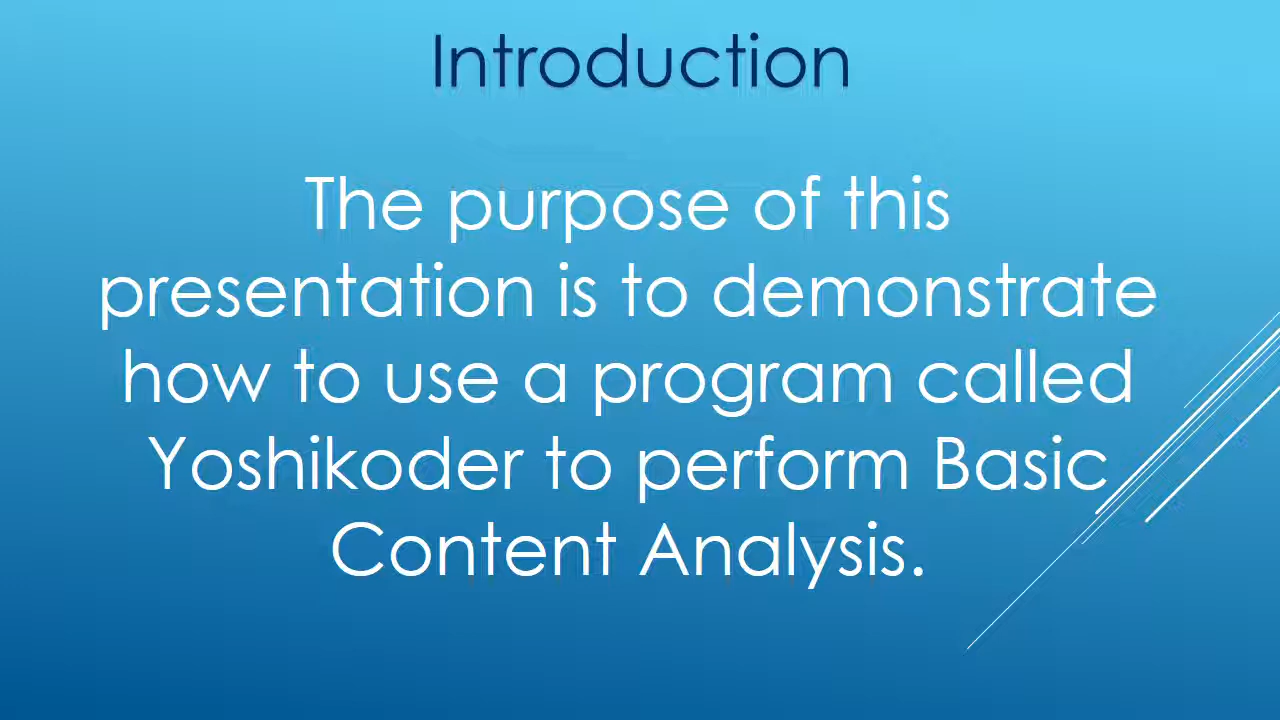 Introduction
The purpose of this
presentation is to demonstrate
how to use a program called
Yoshikoder to perform Basic
Content Analysis.